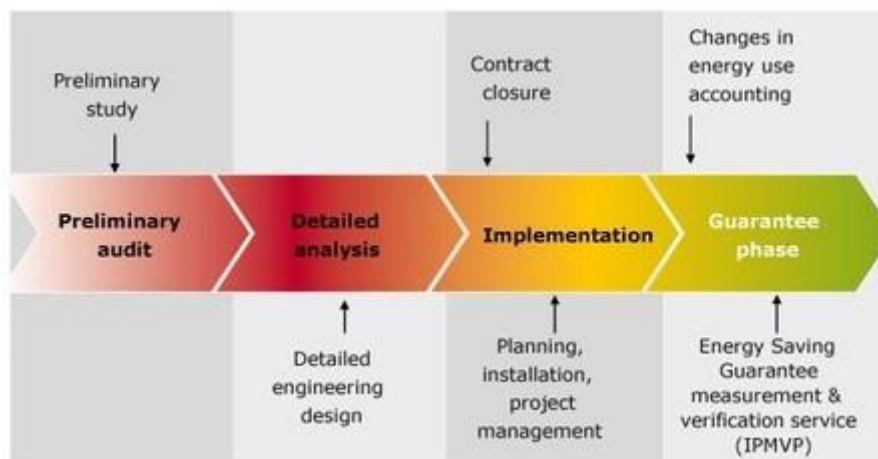 Preliminary
study
Contract
closure
Changes in
energy use
accounting
Preliminary
audit
Detailed
analysis
Implementation
Guarantee
phase
Detailed
engineering
design
Planning,
installation,
project
management
Energy Saving
Guarantee
measurement &
verification service
(IPMVP)